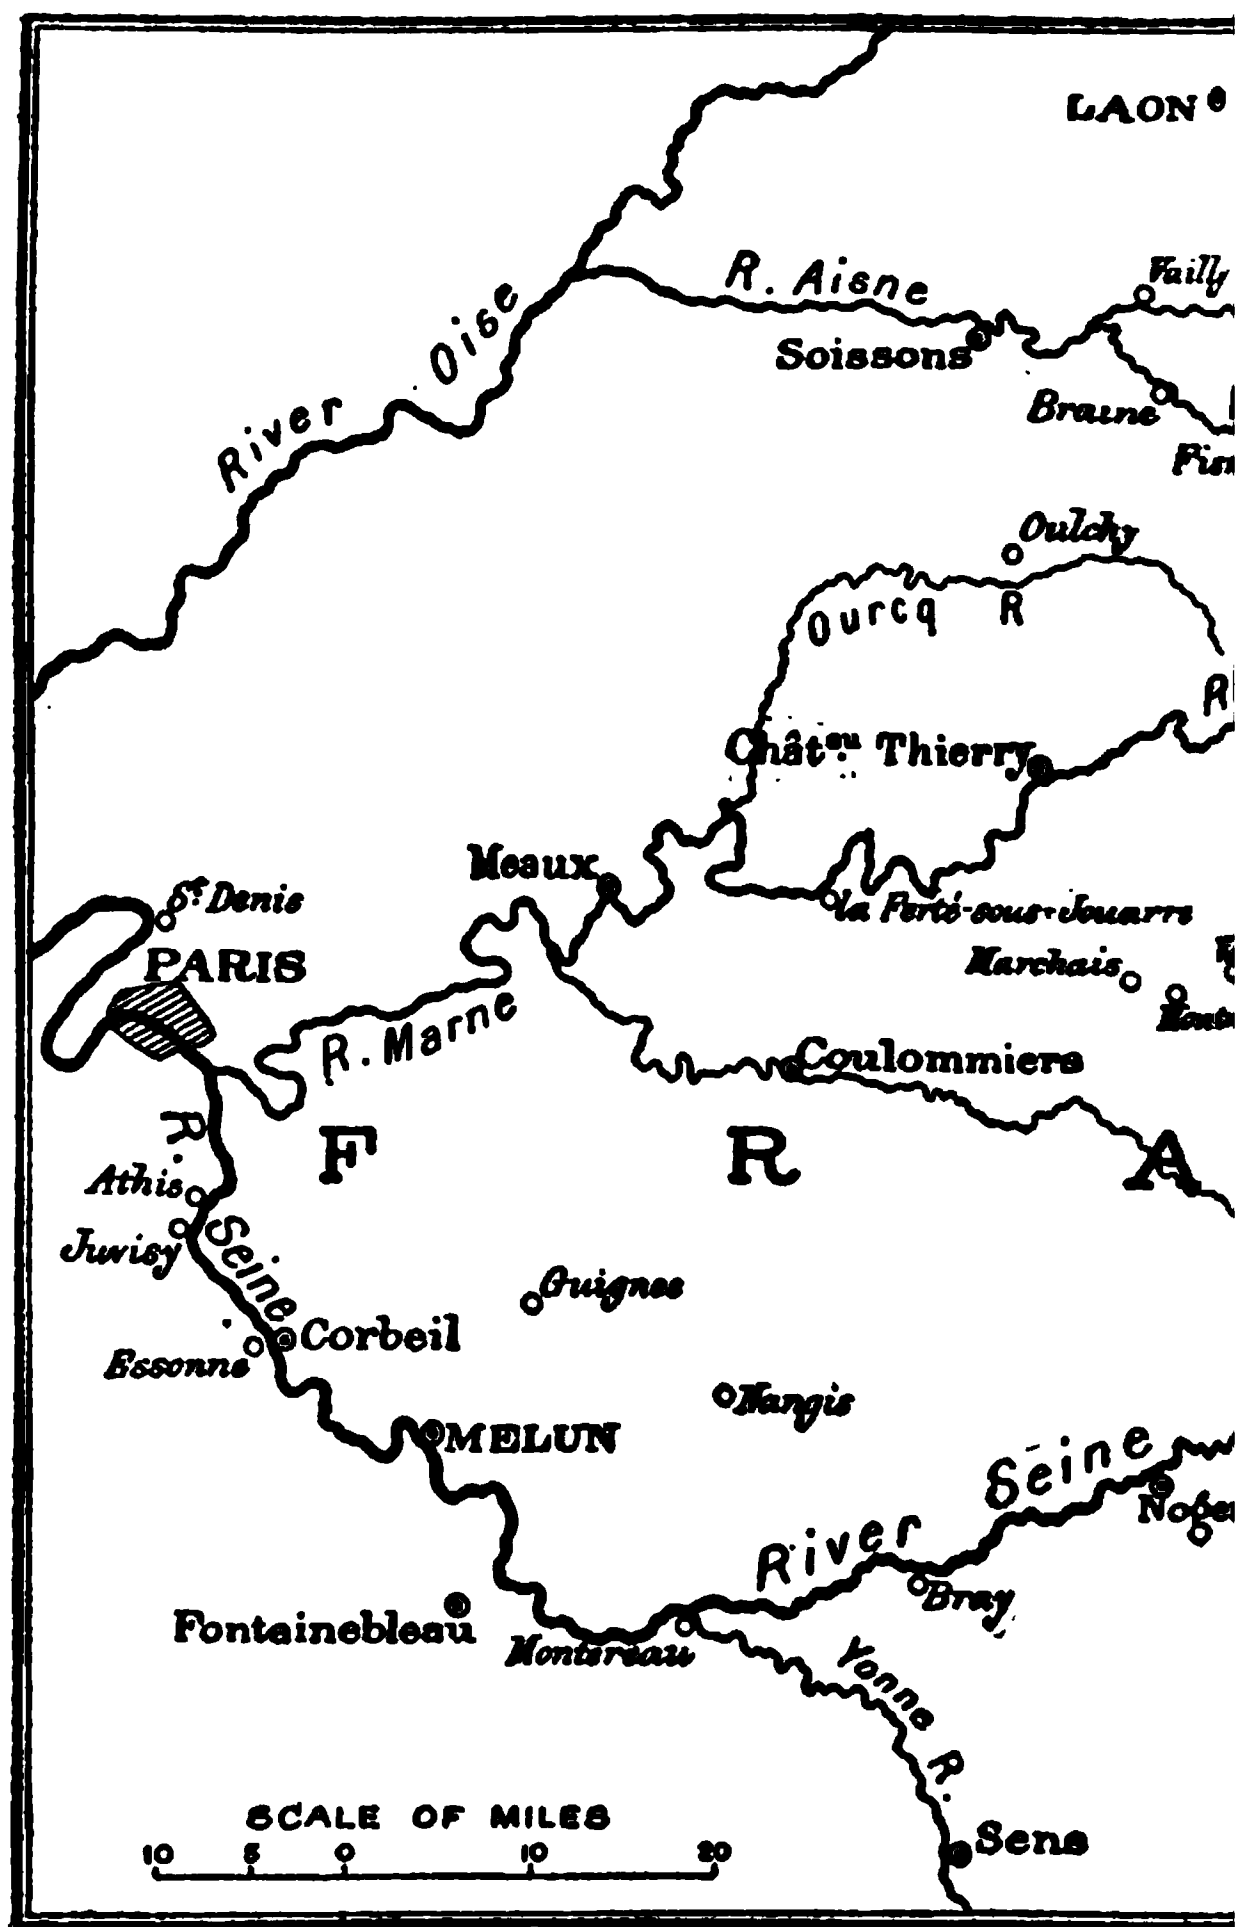 LAON
Vailly
R. Aisne
Soissons
River Oise
Braine
Oulchy
Ourcq R
R
Chât.eau Thierry
Meaux
St. Denis
la Ferté-sous-Jouarre
PARIS
Marchais
R. Marne
Coulommiers
F R A
R. Seine
Athis
Juvisy
Guignes
Corbeil
Essonne
Nangis
MELUN
River Seine
Bray
Fontainebleau
Montereau
Yonne R.
Sens
SCALE OF MILES
10 5 0 10 20